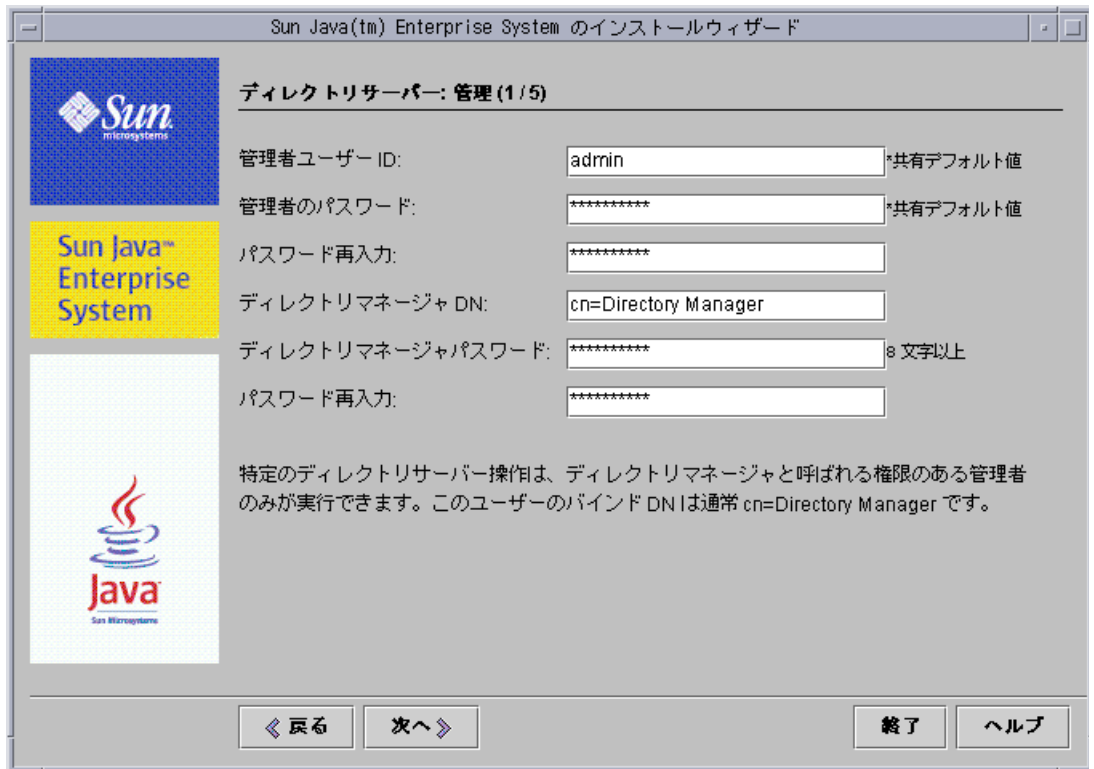 Sun Java(tm) Enterprise System のインストールウィザード
Sun
microsystems
Sun Java™
Enterprise
System
Java
Sun Microsystems
ディレクトリサーバー: 管理 (1 / 5)
管理者ユーザー ID: admin *共有デフォルト値
管理者のパスワード: ********** *共有デフォルト値
パスワード再入力: **********
ディレクトリマネージャ DN: cn=Directory Manager
ディレクトリマネージャパスワード: ********** 8 文字以上
パスワード再入力: **********
特定のディレクトリサーバー操作は、ディレクトリマネージャと呼ばれる権限のある管理者
のみが実行できます。このユーザーのバインド DN は通常 cn=Directory Manager です。
戻る 次へ 終了 ヘルプ